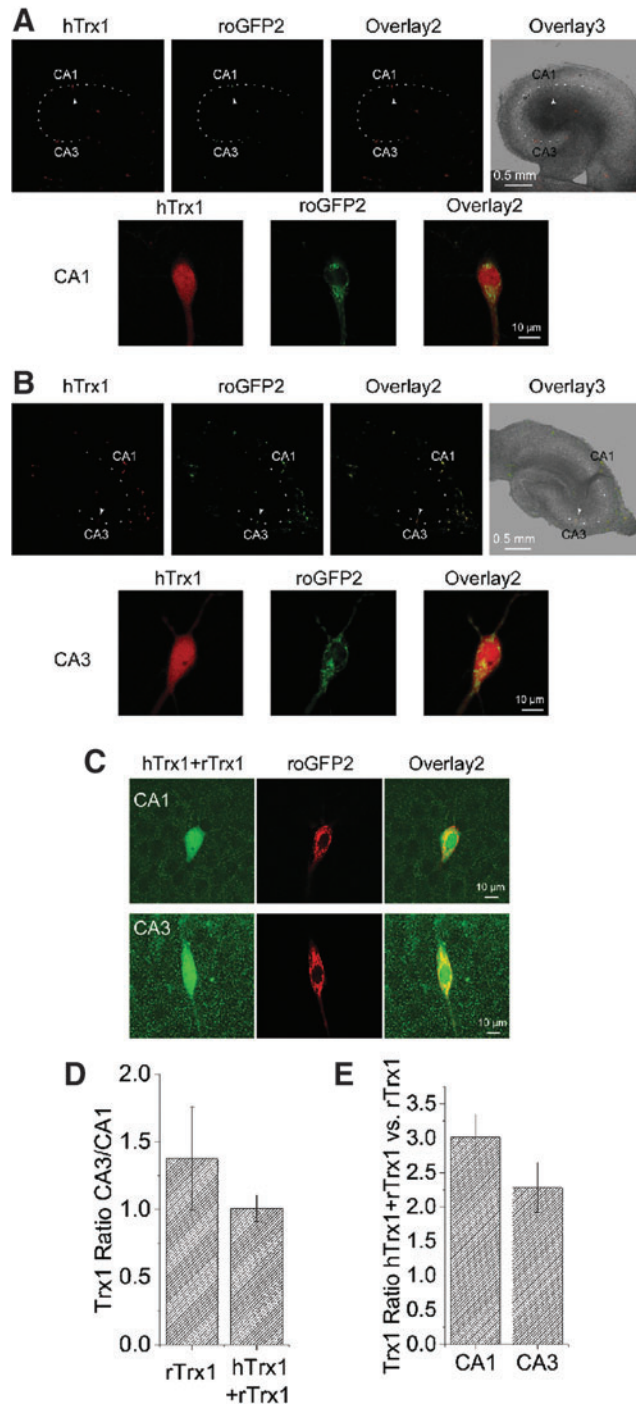 A
hTrx1 roGFP2 Overlay2 Overlay3
CA1 CA1 CA1 CA1
CA3 CA3 CA3 CA3
0.5 mm
hTrx1 roGFP2 Overlay2
CA1
10 µm
B
hTrx1 roGFP2 Overlay2 Overlay3
CA1 CA1 CA1 CA1
CA3 CA3 CA3 CA3
0.5 mm
hTrx1 roGFP2 Overlay2
CA3
10 µm
C
hTrx1+rTrx1 roGFP2 Overlay2
CA1
10 µm
CA3
10 µm
D
Trx1 Ratio CA3/CA1
2.0
1.5
1.0
0.5
0.0
rTrx1 hTrx1
+rTrx1
E
Trx1 Ratio hTrx1+rTrx1 vs. rTrx1
3.5
3.0
2.5
2.0
1.5
1.0
0.5
0.0
CA1 CA3